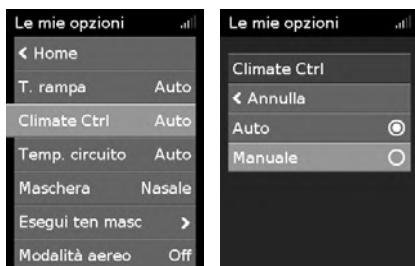 Le mie opzioni
< Home
T. rampa Auto
Climate Ctrl Auto
Temp. circuito Auto
Maschera Nasale
Esegui ten masc >
Modalità aereo Off
Le mie opzioni
Climate Ctrl
< Annulla
Auto
Manuale